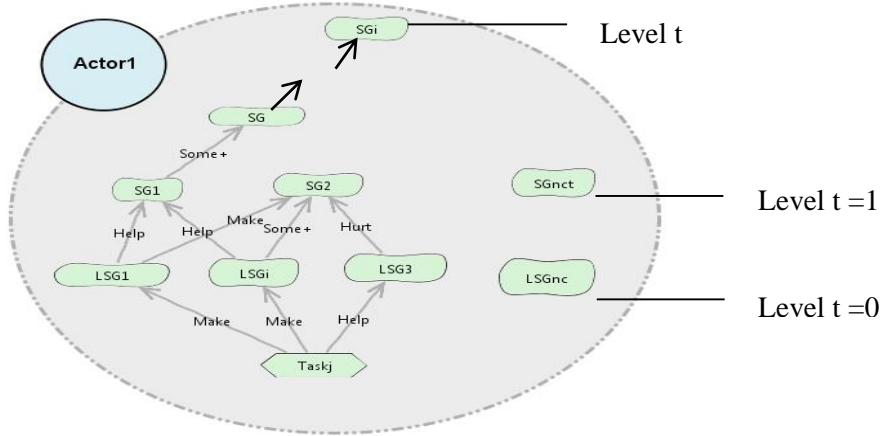 SGi
Level t
Actor1
SG
Some+
SG1
SG2
SGnct
Level t =1
Help
Make
Help
Some+
Hurt
LSG1
LSGi
LSG3
LSGnc
Level t =0
Make
Make
Help
Taskj